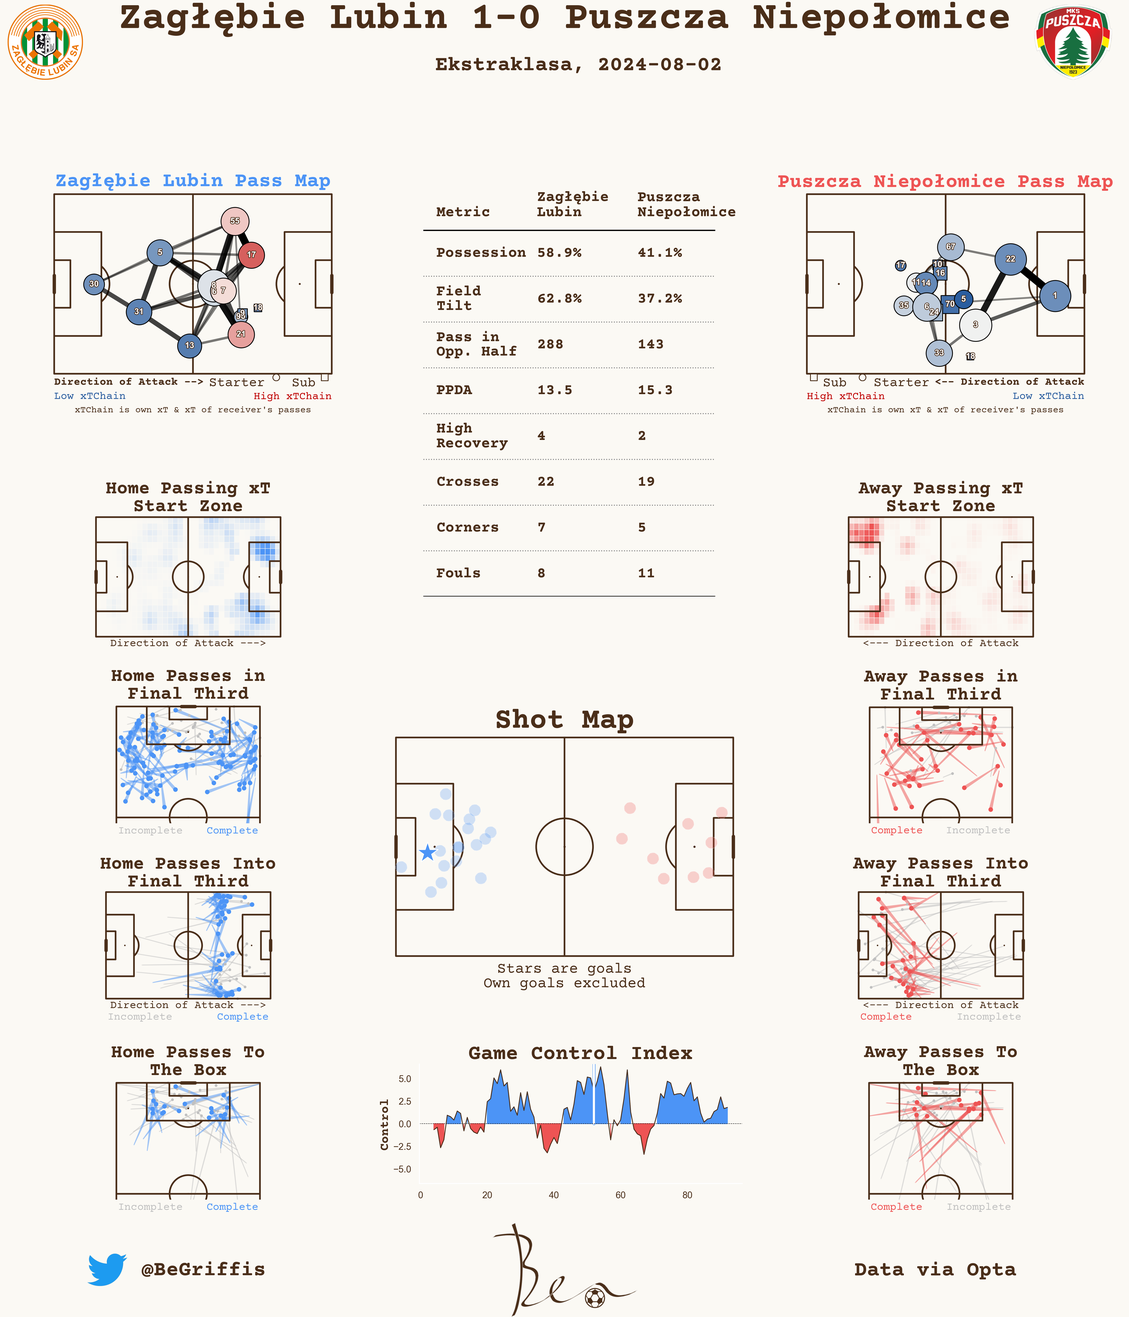 Zagłębie Lubin 1-0 Puszcza Niepołomice
Ekstraklasa, 2024-08-02
ZAGŁĘBIE LUBIN SA
MKS
PUSZCZA
NIEPOŁOMICE
1923
Zagłębie Lubin Pass Map
55
5
17
30
6
7
31
18
21
13
Direction of Attack --> Starter Sub
Low xTChain High xTChain
xTChain is own xT & xT of receiver's passes
Metric Zagłębie Lubin Puszcza Niepołomice
Possession 58.9% 41.1%
Field Tilt 62.8% 37.2%
Pass in Opp. Half 288 143
PPDA 13.5 15.3
High Recovery 4 2
Crosses 22 19
Corners 7 5
Fouls 8 11
Puszcza Niepołomice Pass Map
67
22
17
10
16
11
14
1
5
70
35
6
24
3
33
18
Sub Starter <-- Direction of Attack
High xTChain Low xTChain
xTChain is own xT & xT of receiver's passes
Home Passing xT
Start Zone
Direction of Attack --->
Away Passing xT
Start Zone
<--- Direction of Attack
Home Passes in
Final Third
Incomplete Complete
Shot Map
Stars are goals
Own goals excluded
Away Passes in
Final Third
Complete Incomplete
Home Passes Into
Final Third
Direction of Attack --->
Incomplete Complete
Away Passes Into
Final Third
<--- Direction of Attack
Complete Incomplete
Home Passes To
The Box
Incomplete Complete
Game Control Index
Control
5.0
2.5
0.0
−2.5
−5.0
0 20 40 60 80
Away Passes To
The Box
Complete Incomplete
@BeGriffis
Bea
Data via Opta